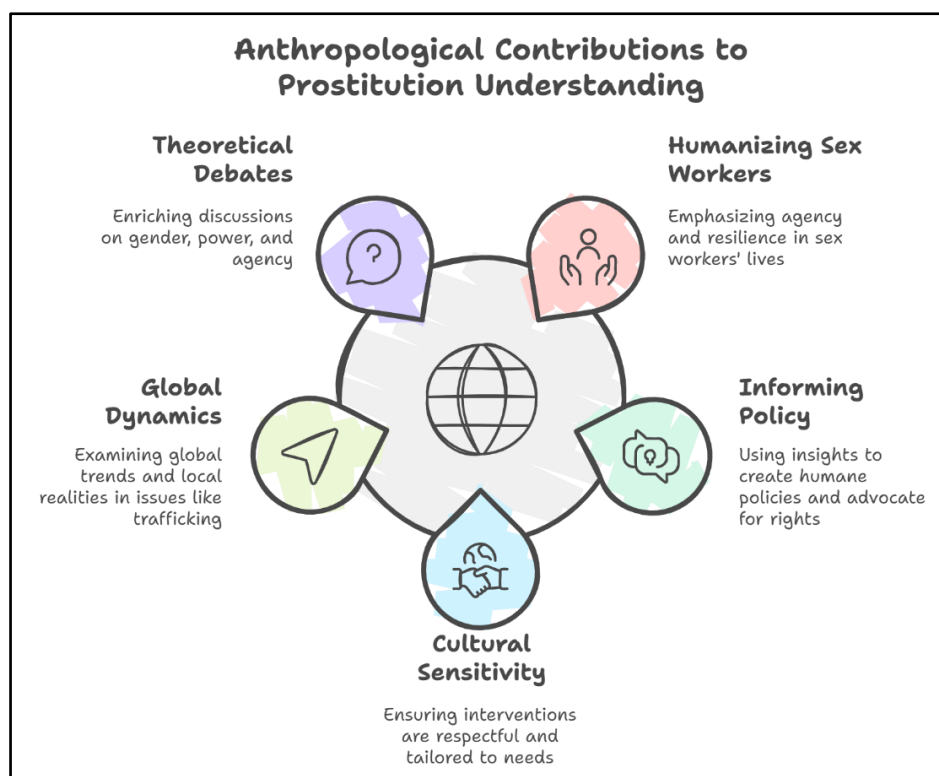 Anthropological Contributions to
Prostitution Understanding
Theoretical
Debates
Enriching discussions
on gender, power, and
agency
Humanizing Sex
Workers
Emphasizing agency
and resilience in sex
workers' lives
Global
Dynamics
Examining global
trends and local
realities in issues like
trafficking
Informing
Policy
Using insights to
create humane
policies and advocate
for rights
Cultural
Sensitivity
Ensuring interventions
are respectful and
tailored to needs